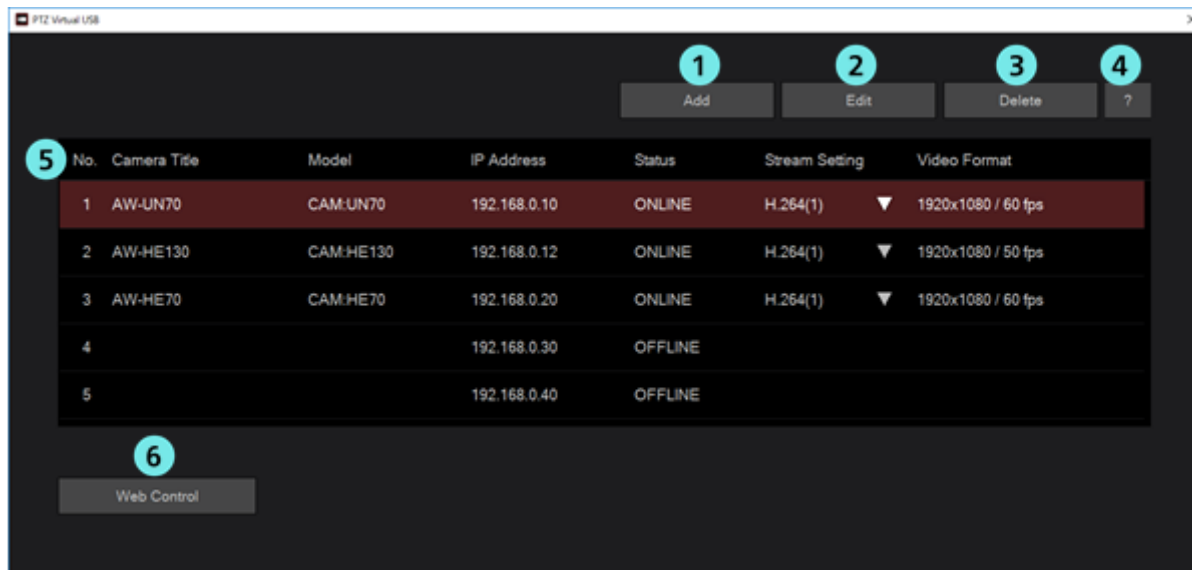 PTZ Virtual USB
1 2 3 4
Add Edit Delete ?
5 No. Camera Title Model IP Address Status Stream Setting Video Format
1 AW-UN70 CAM:UN70 192.168.0.10 ONLINE H.264(1) ▼ 1920x1080 / 60 fps
2 AW-HE130 CAM:HE130 192.168.0.12 ONLINE H.264(1) ▼ 1920x1080 / 50 fps
3 AW-HE70 CAM:HE70 192.168.0.20 ONLINE H.264(1) ▼ 1920x1080 / 60 fps
4 192.168.0.30 OFFLINE
5 192.168.0.40 OFFLINE
6
Web Control